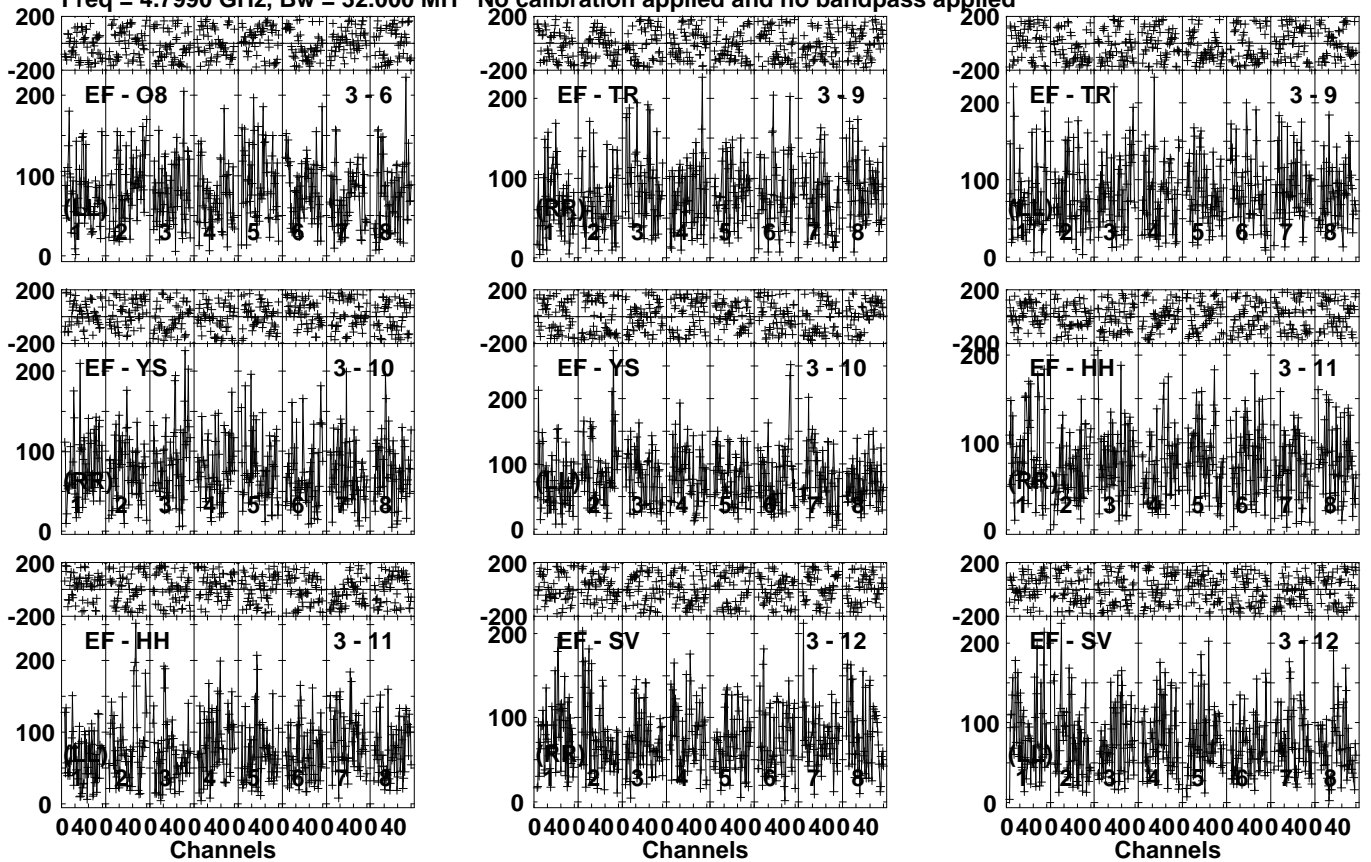 Freq = 4.7990 GHz, Bw = 32.000 MH No calibration applied and no bandpass applied
200 200 200
-200 -200 -200
EF - O8 3 - 6 EF - TR 3 - 9 EF - TR 3 - 9
200 200 200
100 100 100
(LL) (RR) (LL)
1 2 3 4 5 6 7 8 1 2 3 4 5 6 7 8 1 2 3 4 5 6 7 8
0 0 0
200 200 200
-200 -200 -200
200
EF - YS 3 - 10 EF - YS 3 - 10 EF - HH 3 - 11
200 200
100 100 100
(RR) (LL) (RR)
1 2 3 4 5 6 7 8 1 2 3 4 5 6 7 8 1 2 3 4 5 6 7 8
0 0 0
200 200 200
-200 -200 -200
EF - HH 3 - 11 EF - SV 3 - 12 EF - SV 3 - 12
200 200 200
100 100 100
(LL) (RR) (LL)
1 2 3 4 5 6 7 8 1 2 3 4 5 6 7 8 1 2 3 4 5 6 7 8
0 0 0
0 40 0 40 0 40 0 40 0 40 0 40 0 40 0 40 0 40 0 40 0 40 0 40 0 40 0 40 0 40 0 40 0 40 0 40 0 40 0 40 0 40 0 40 0 40 0 40
Channels Channels Channels